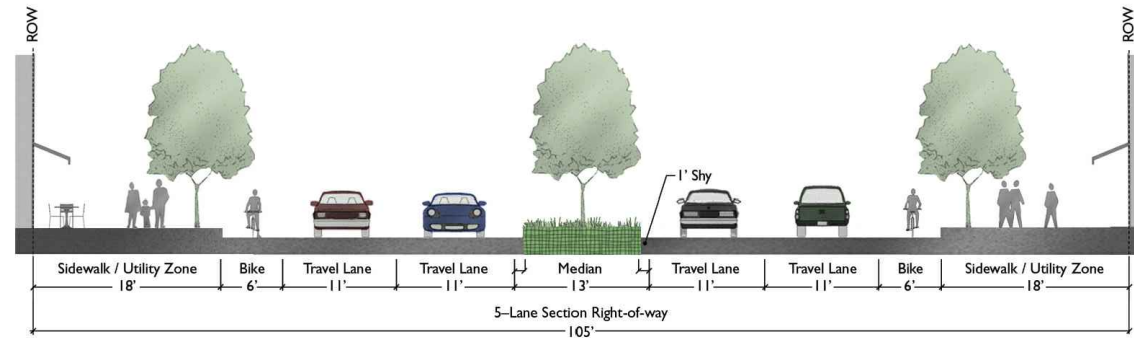 ROW
ROW
1' Shy
Sidewalk / Utility Zone
18'
Bike
6'
Travel Lane
11'
Travel Lane
11'
Median
13'
Travel Lane
11'
Travel Lane
11'
Bike
6'
Sidewalk / Utility Zone
18'
5–Lane Section Right-of-way
105'